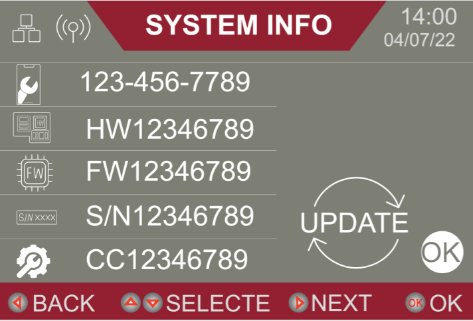 SYSTEM INFO
14:00
04/07/22
123-456-7789
HW12346789
FW
FW12346789
S/N xxxx
S/N12346789
CC12346789
UPDATE
OK
BACK
SELECTE
NEXT
OK
OK